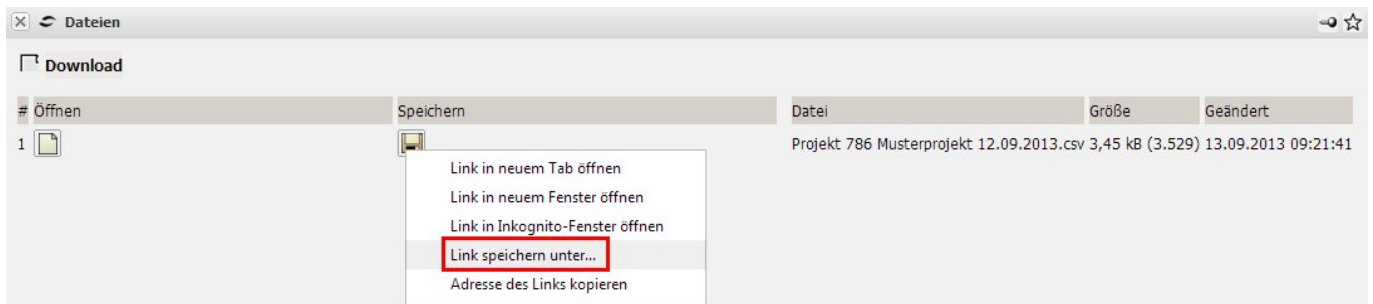 Dateien
Download
# Öffnen Speichern Datei Größe Geändert
1 Projekt 786 Musterprojekt 12.09.2013.csv 3,45 kB (3.529) 13.09.2013 09:21:41
Link in neuem Tab öffnen
Link in neuem Fenster öffnen
Link in Inkognito-Fenster öffnen
Link speichern unter...
Adresse des Links kopieren